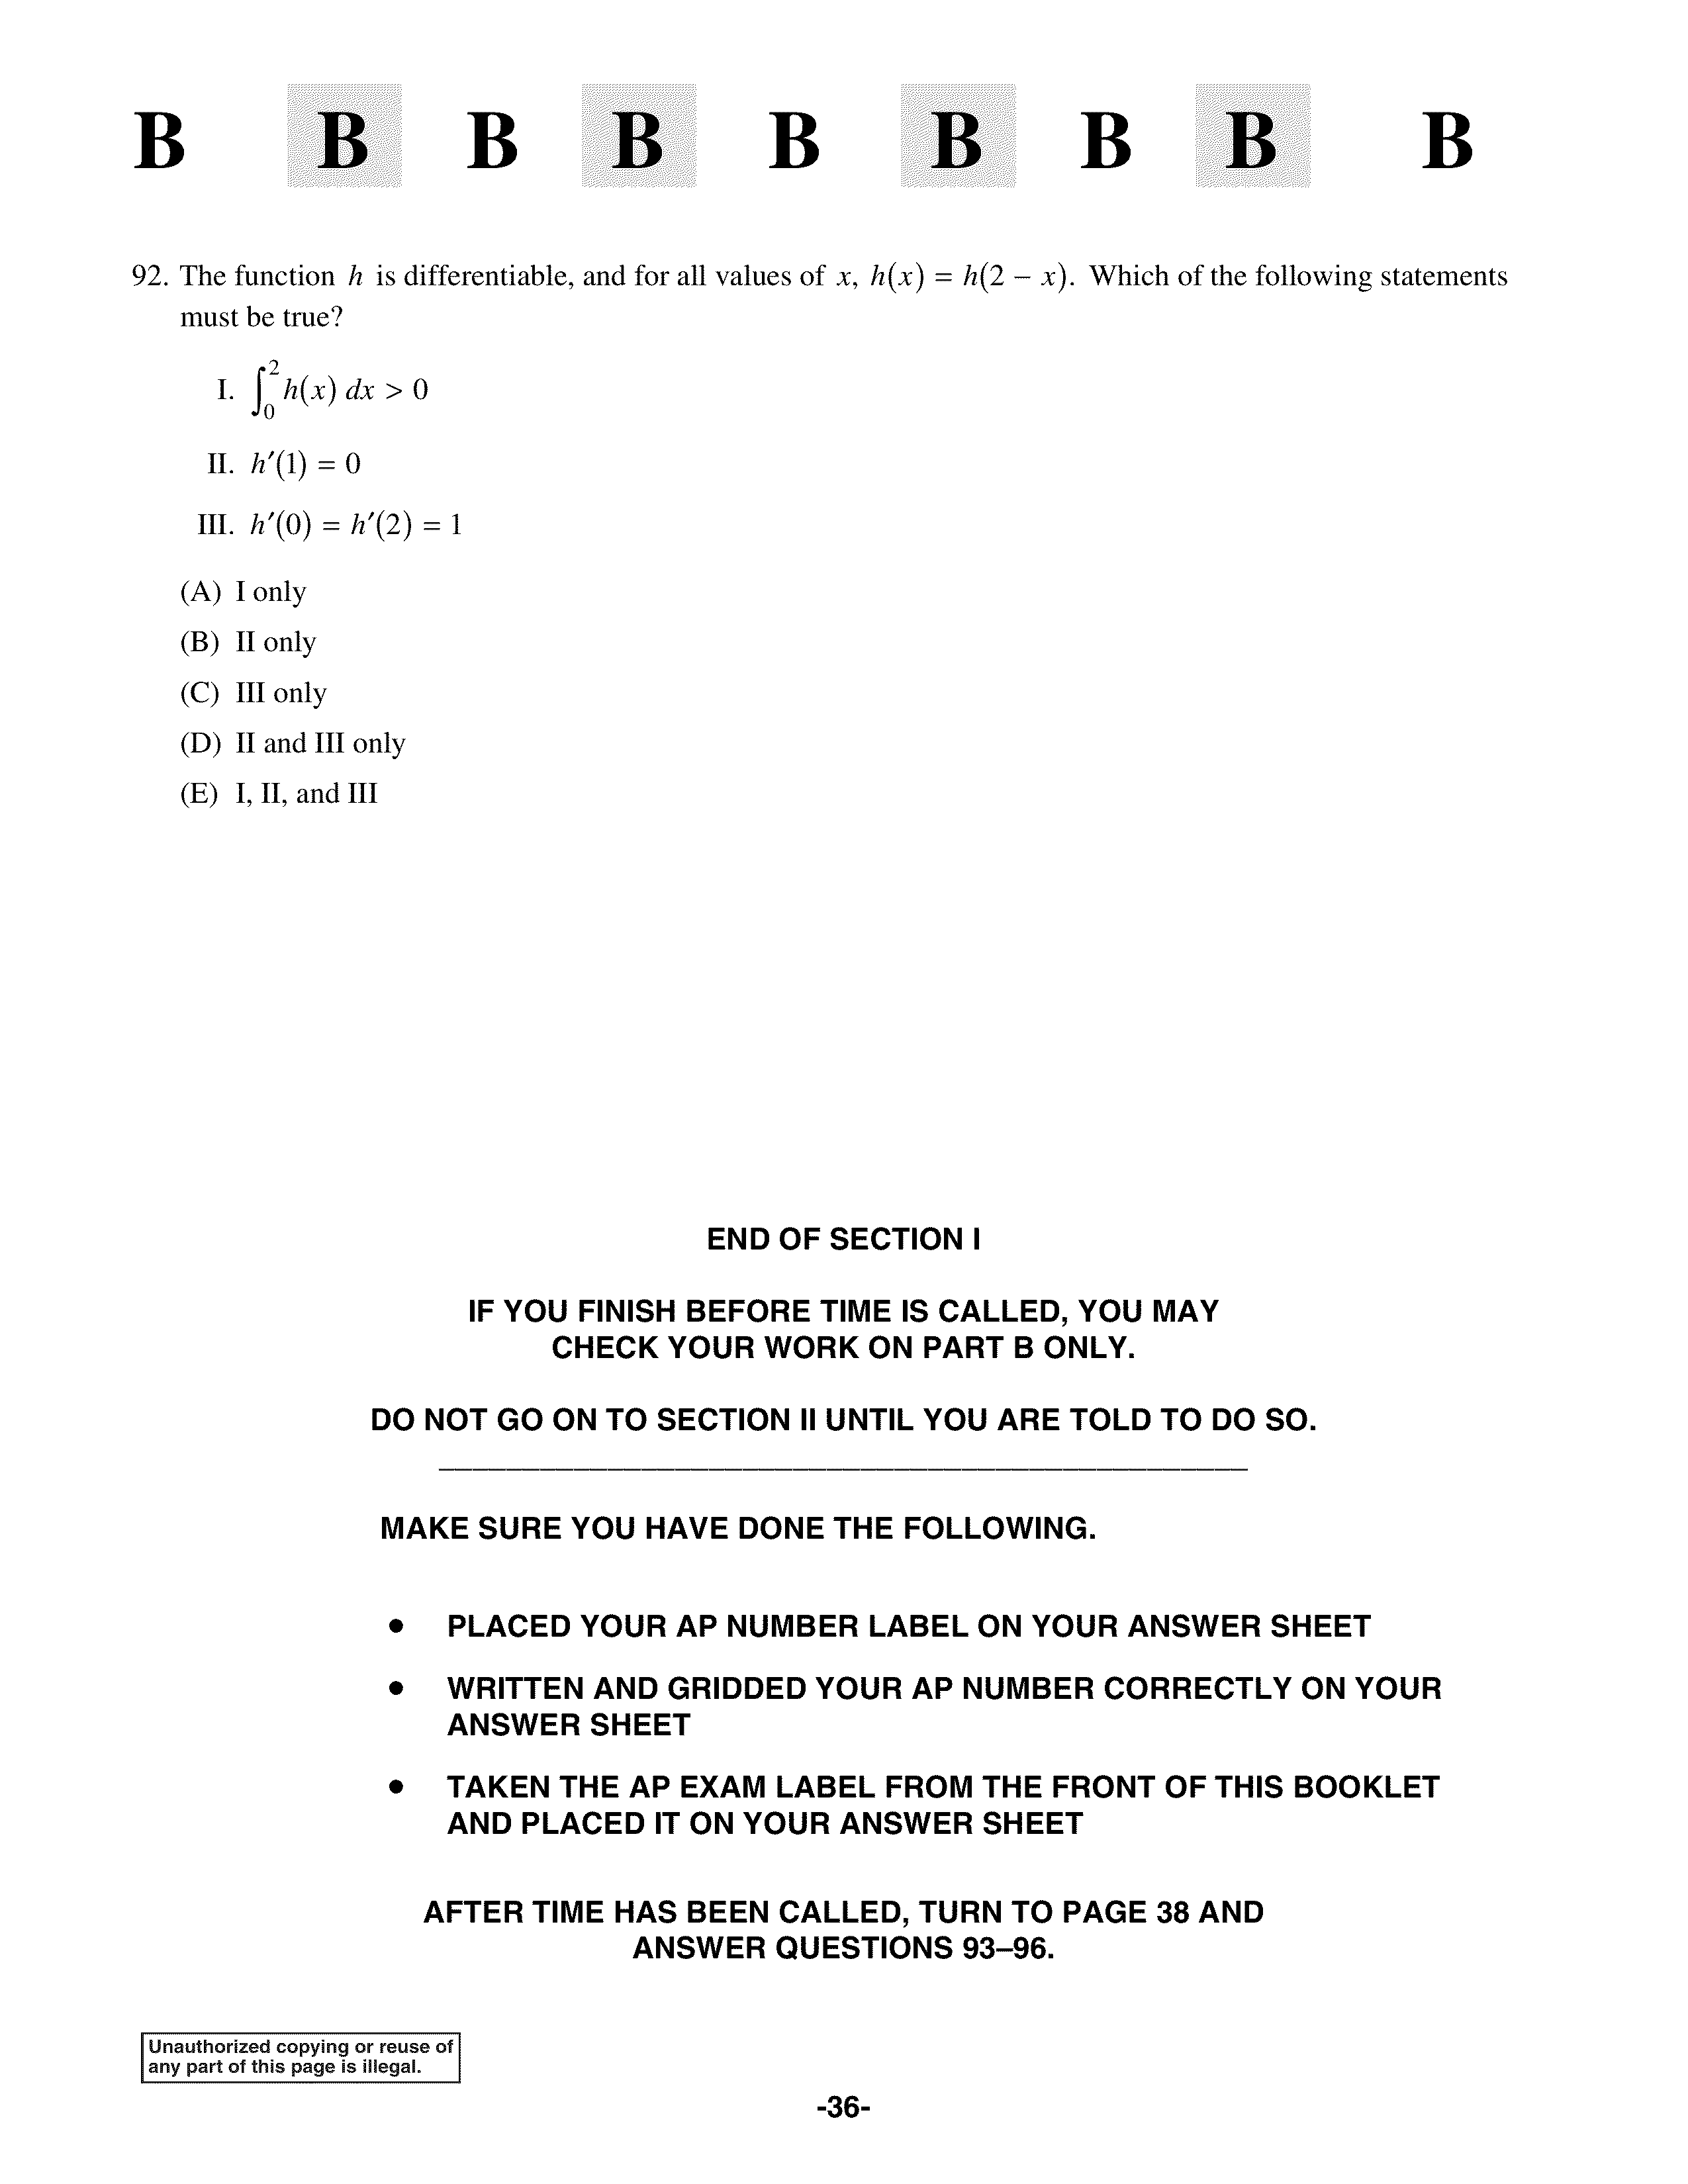 B B B B B B B B B
92. The function h is differentiable, and for all values of x, h(x) = h(2 − x). Which of the following statements
must be true?
I. ∫₀² h(x) dx > 0
II. h′(1) = 0
III. h′(0) = h′(2) = 1
(A) I only
(B) II only
(C) III only
(D) II and III only
(E) I, II, and III
END OF SECTION I
IF YOU FINISH BEFORE TIME IS CALLED, YOU MAY
CHECK YOUR WORK ON PART B ONLY.
DO NOT GO ON TO SECTION II UNTIL YOU ARE TOLD TO DO SO.
MAKE SURE YOU HAVE DONE THE FOLLOWING.
• PLACED YOUR AP NUMBER LABEL ON YOUR ANSWER SHEET
• WRITTEN AND GRIDDED YOUR AP NUMBER CORRECTLY ON YOUR
ANSWER SHEET
• TAKEN THE AP EXAM LABEL FROM THE FRONT OF THIS BOOKLET
AND PLACED IT ON YOUR ANSWER SHEET
AFTER TIME HAS BEEN CALLED, TURN TO PAGE 38 AND
ANSWER QUESTIONS 93–96.
Unauthorized copying or reuse of
any part of this page is illegal.
-36-